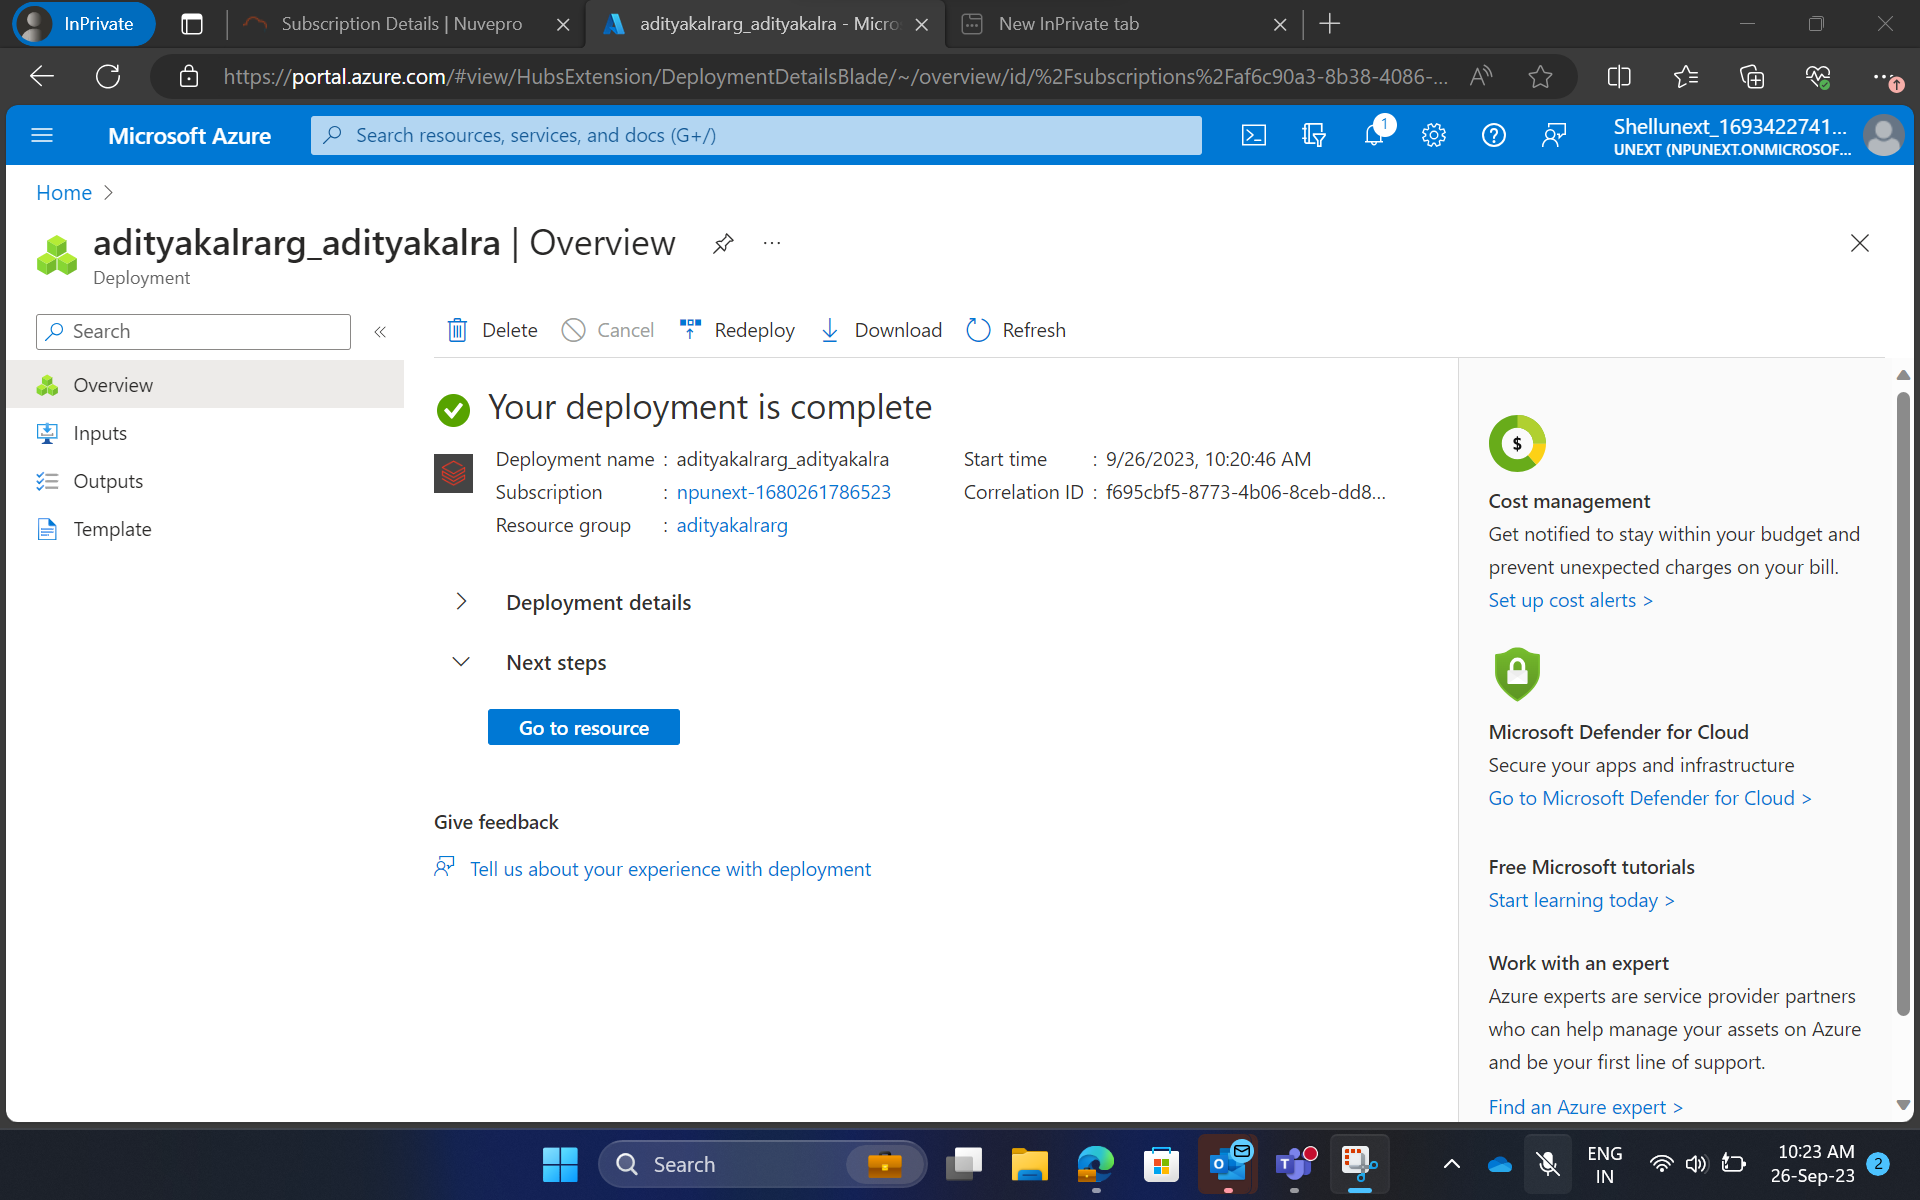 InPrivate
Subscription Details | Nuvepro
adityakalrarg_adityakalra - Micro
New InPrivate tab
https://portal.azure.com/#view/HubsExtension/DeploymentDetailsBlade/~/overview/id/%2Fsubscriptions%2Faf6c90a3-8b38-4086-...
Microsoft Azure
Search resources, services, and docs (G+/)
1
Shellunext_1693422741...
UNEXT (NPUNEXT.ONMICROSOF...
Home
adityakalrarg_adityakalra | Overview
Deployment
Search
Delete
Cancel
Redeploy
Download
Refresh
Overview
Inputs
Outputs
Template
Your deployment is complete
Deployment name : adityakalrarg_adityakalra
Subscription : npunext-1680261786523
Resource group : adityakalrarg
Start time : 9/26/2023, 10:20:46 AM
Correlation ID : f695cbf5-8773-4b06-8ceb-dd8...
Deployment details
Next steps
Go to resource
Give feedback
Tell us about your experience with deployment
$
Cost management
Get notified to stay within your budget and
prevent unexpected charges on your bill.
Set up cost alerts >
Microsoft Defender for Cloud
Secure your apps and infrastructure
Go to Microsoft Defender for Cloud >
Free Microsoft tutorials
Start learning today >
Work with an expert
Azure experts are service provider partners
who can help manage your assets on Azure
and be your first line of support.
Find an Azure expert >
Search
ENG
IN
10:23 AM
26-Sep-23
2